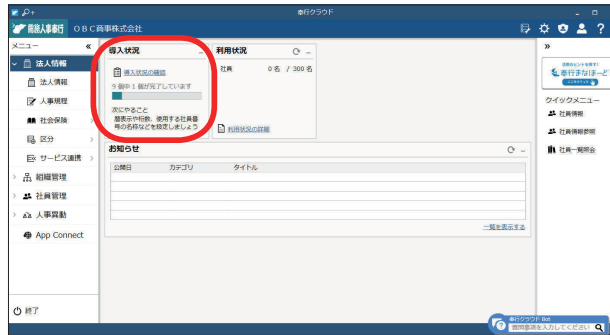 奉行クラウド
商蔵人事奉行 OBC商事株式会社
メニュー
法人情報
法人情報
人事規程
社会保険
区分
サービス連携
組織管理
社員管理
人事異動
App Connect
終了
導入状況
導入状況の確認
9 個中 1 個が完了しています
次にやること
暦表示や桁数、使用する社員番
号の名称などを設定しましょう
利用状況
社員 0 名 / 300 名
利用状況の詳細
お知らせ
公開日 カテゴリ タイトル
一覧を表示する
奉行まなぼーど
クイックメニュー
社員情報
社員情報参照
社員一覧照会
奉行クラウド Bot
質問事項を入力してください